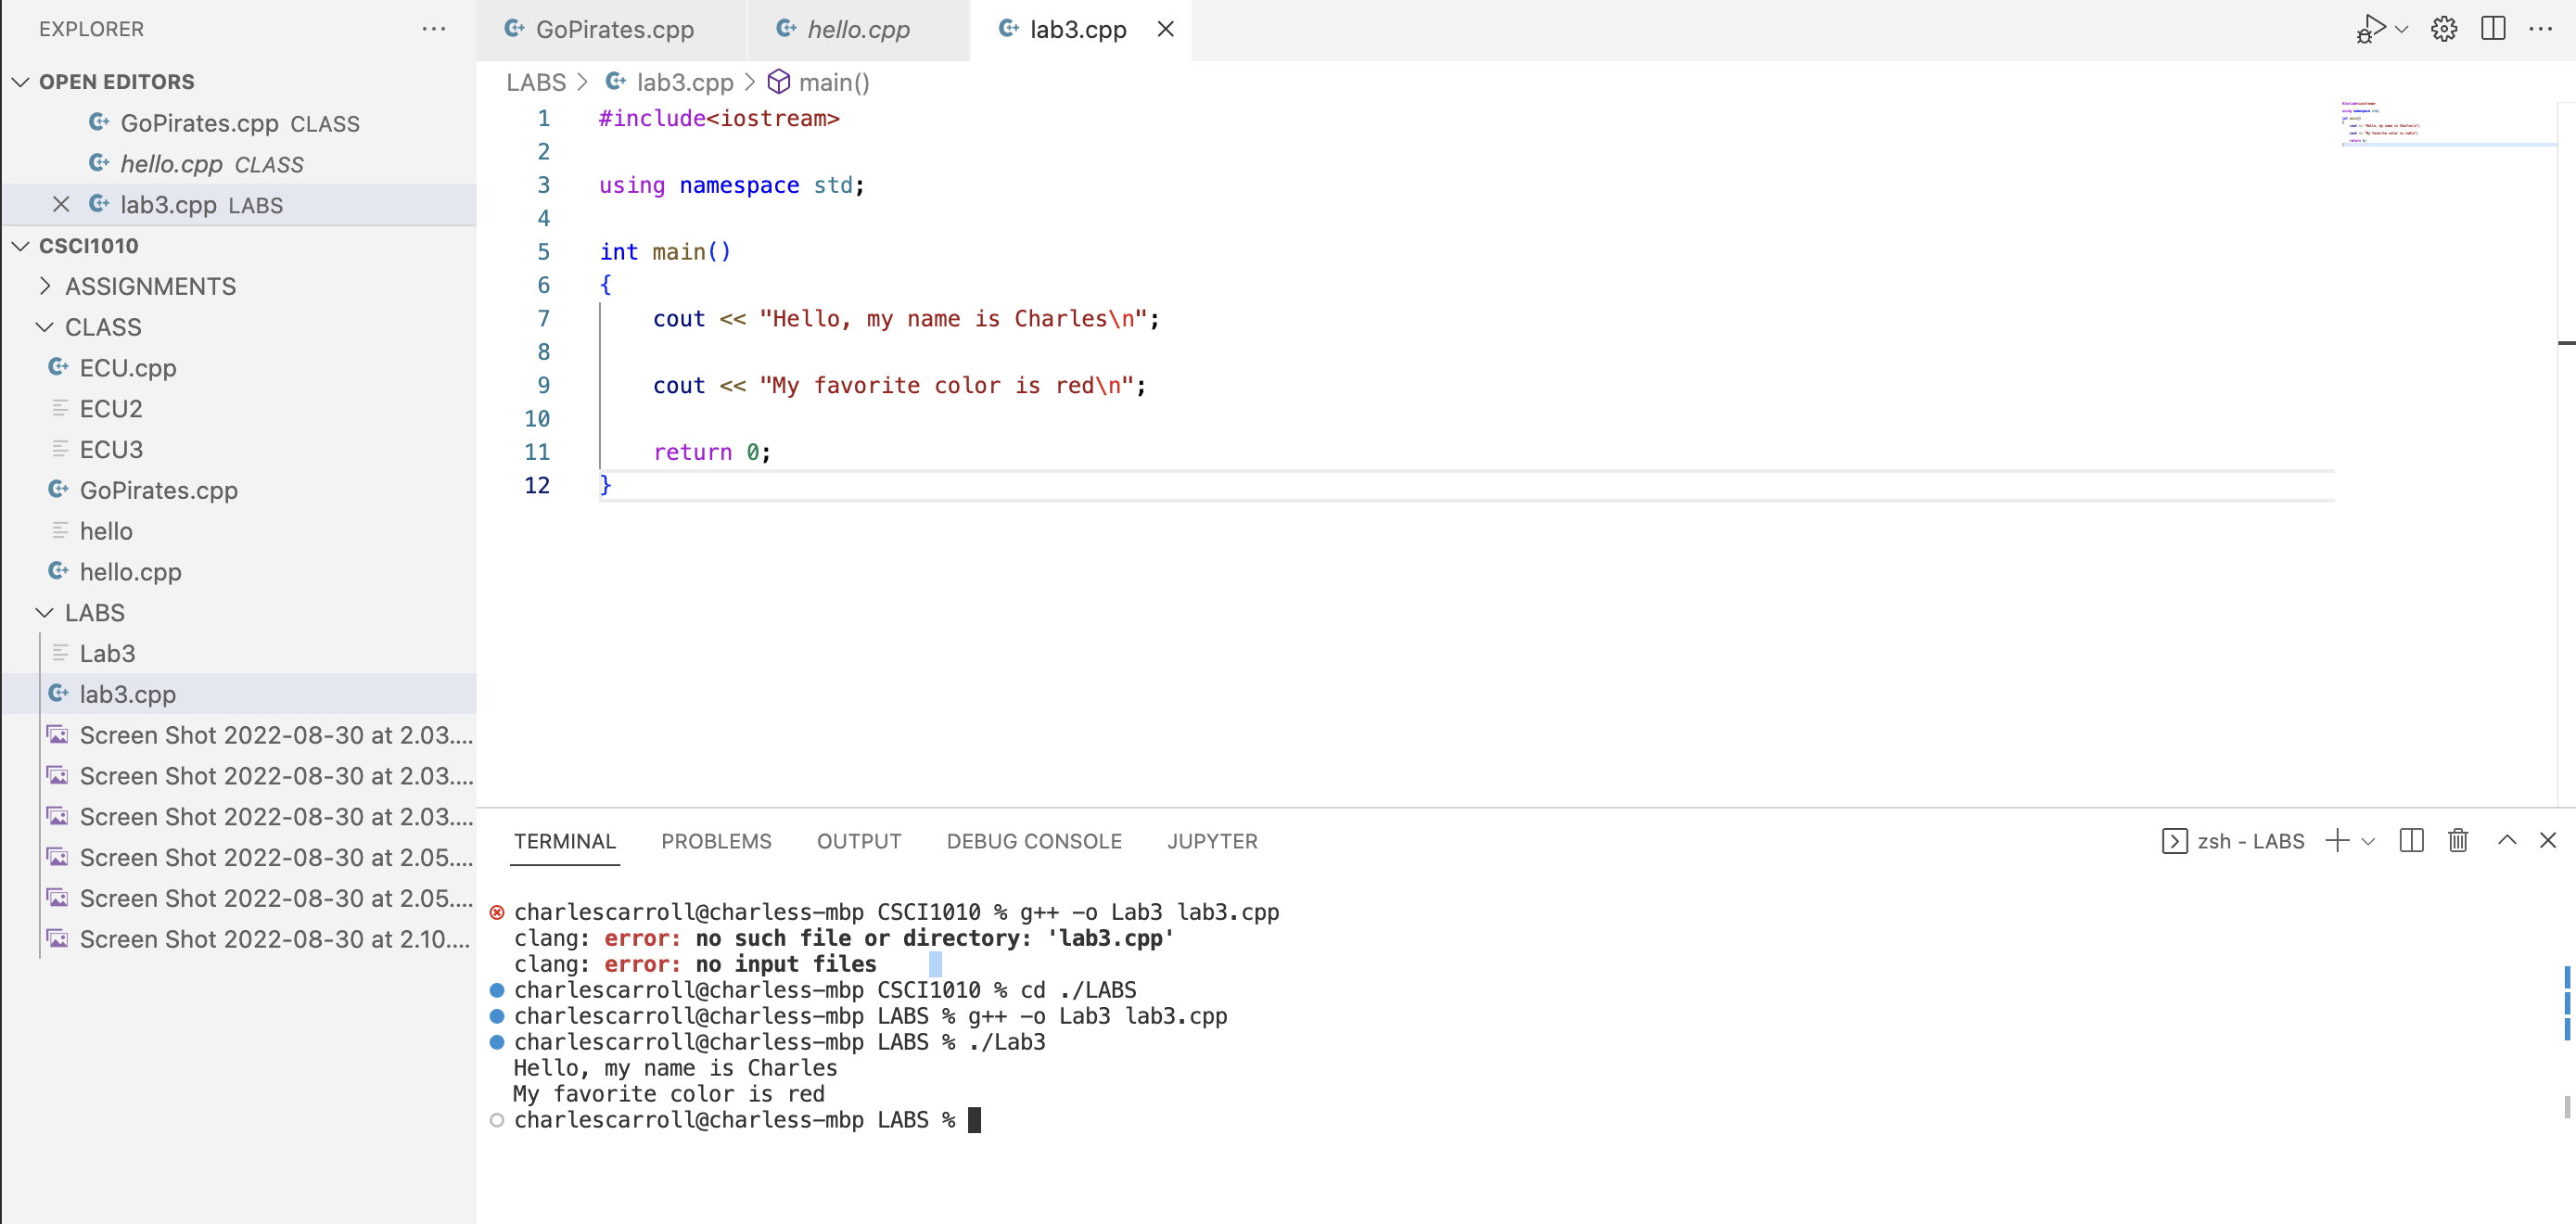 EXPLORER
OPEN EDITORS
GoPirates.cpp CLASS
hello.cpp CLASS
lab3.cpp LABS
CSCI1010
ASSIGNMENTS
CLASS
ECU.cpp
ECU2
ECU3
GoPirates.cpp
hello
hello.cpp
LABS
Lab3
lab3.cpp
Screen Shot 2022-08-30 at 2.03....
Screen Shot 2022-08-30 at 2.03....
Screen Shot 2022-08-30 at 2.03....
Screen Shot 2022-08-30 at 2.05....
Screen Shot 2022-08-30 at 2.05....
Screen Shot 2022-08-30 at 2.10....
GoPirates.cpp hello.cpp lab3.cpp
LABS > lab3.cpp > main()
1 #include<iostream>
2
3 using namespace std;
4
5 int main()
6 {
7 cout << "Hello, my name is Charles\n";
8
9 cout << "My favorite color is red\n";
10
11 return 0;
12 }
TERMINAL PROBLEMS OUTPUT DEBUG CONSOLE JUPYTER zsh - LABS
charlescarroll@charless-mbp CSCI1010 % g++ -o Lab3 lab3.cpp
clang: error: no such file or directory: 'lab3.cpp'
clang: error: no input files
charlescarroll@charless-mbp CSCI1010 % cd ./LABS
charlescarroll@charless-mbp LABS % g++ -o Lab3 lab3.cpp
charlescarroll@charless-mbp LABS % ./Lab3
Hello, my name is Charles
My favorite color is red
charlescarroll@charless-mbp LABS %